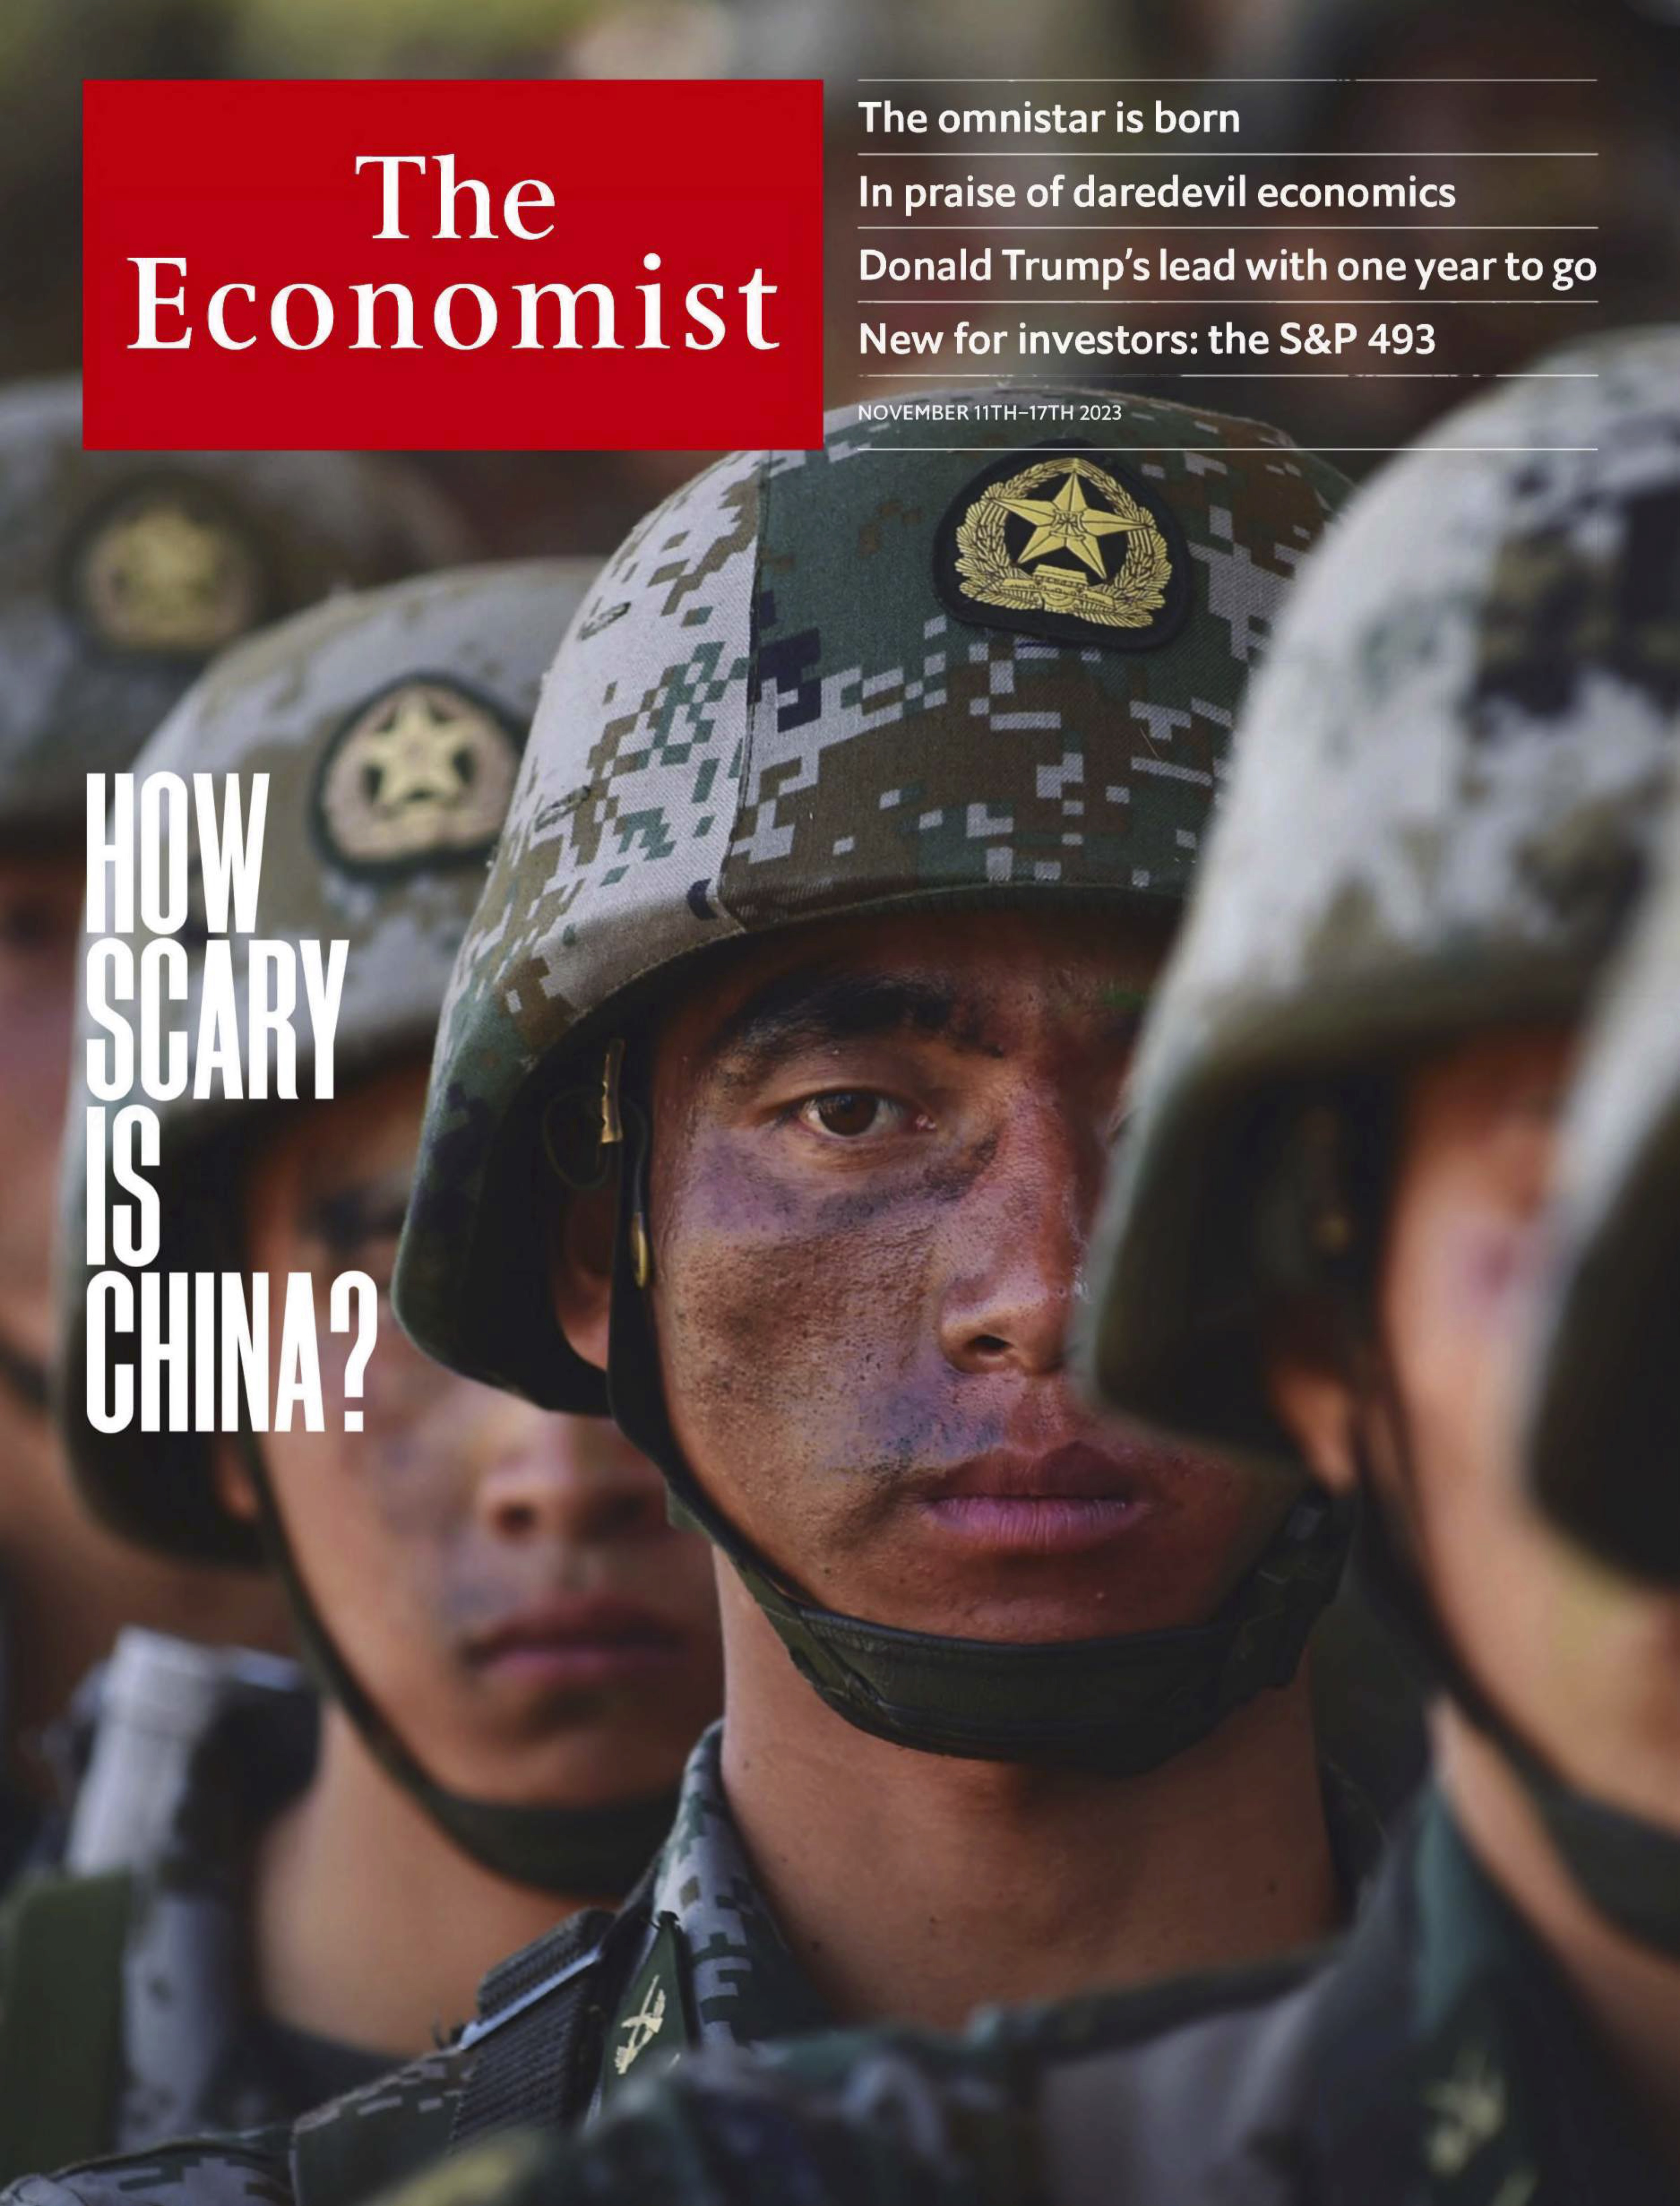 The
Economist
The omnistar is born
In praise of daredevil economics
Donald Trump's lead with one year to go
New for investors: the S&P 493
NOVEMBER 11TH–17TH 2023
HOW
SCARY
IS
CHINA?